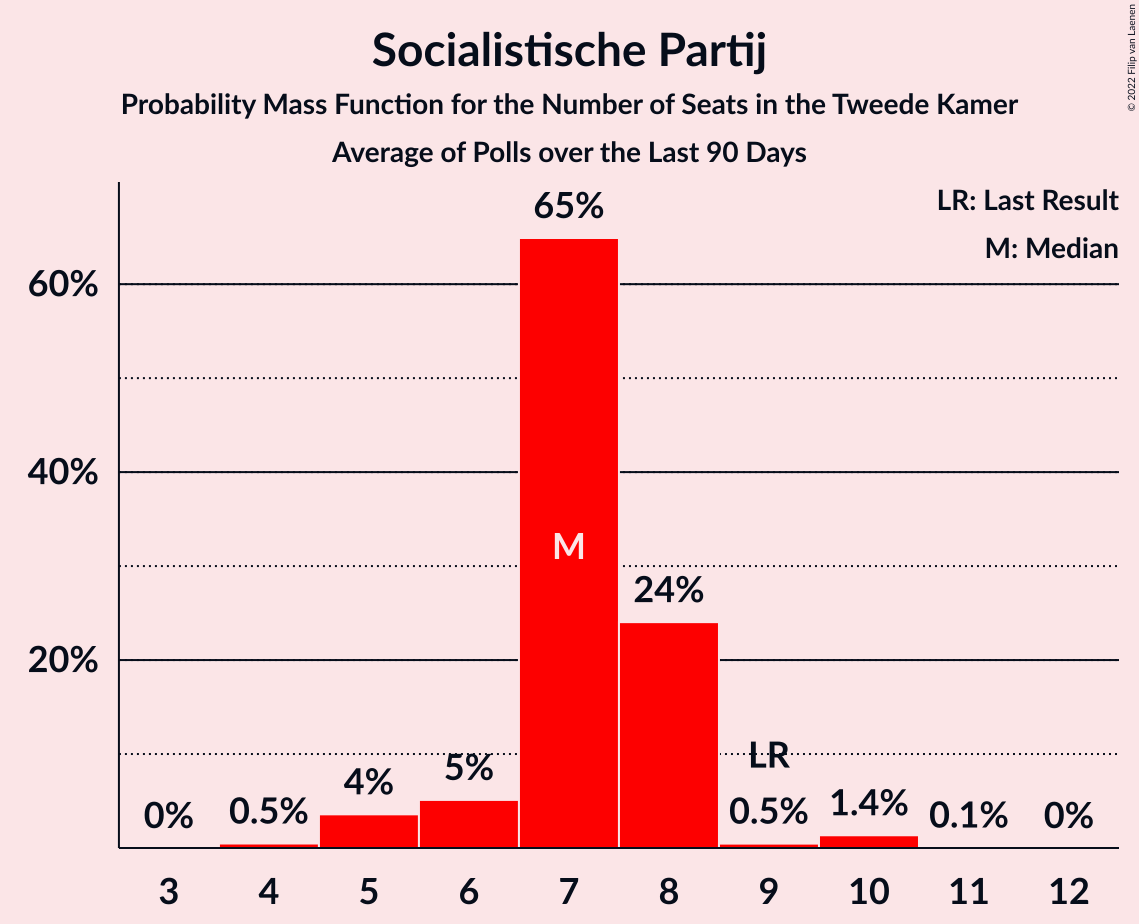 Socialistische Partij
Probability Mass Function for the Number of Seats in the Tweede Kamer
Average of Polls over the Last 90 Days
© 2022 Filip van Laenen
LR: Last Result
M: Median
60%
40%
20%
0%
0.5%
4%
5%
65%
M
24%
LR
0.5%
1.4%
0.1%
0%
3 4 5 6 7 8 9 10 11 12